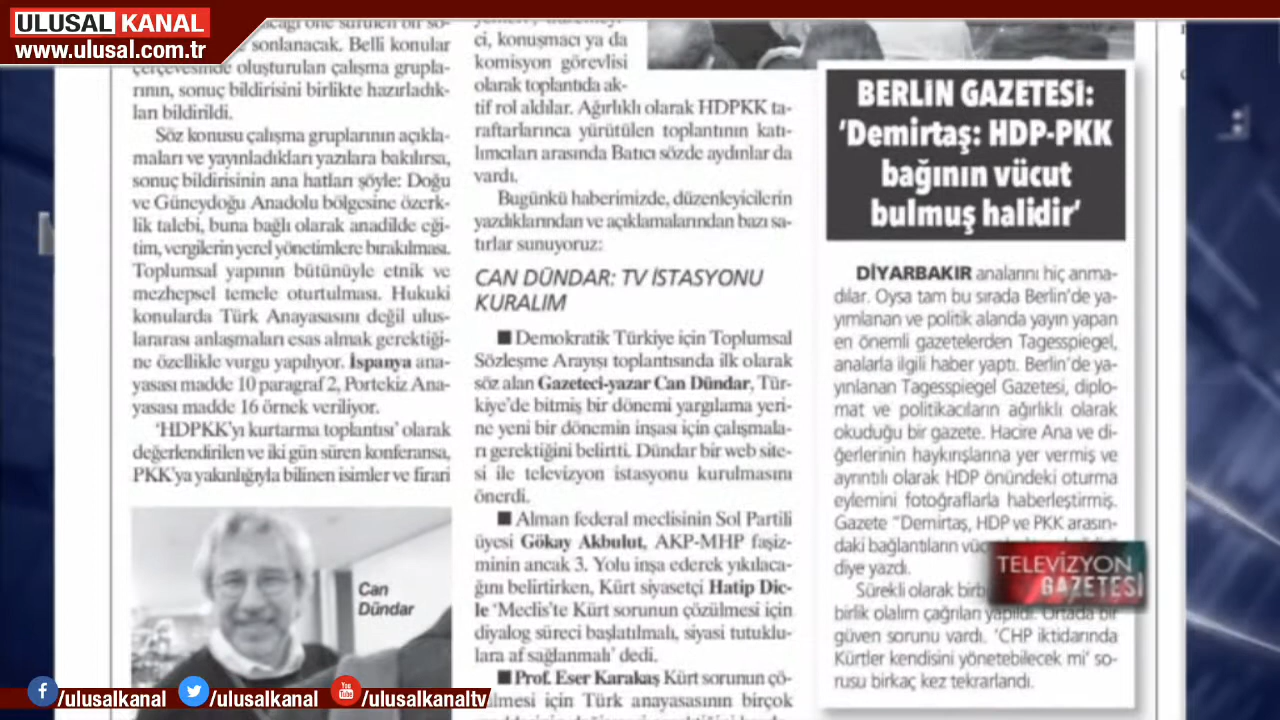 ULUSAL KANAL
www.ulusal.com.tr
sonlanacak. Belli konular
çerçevesinde oluşturulan çalışma grupla-
rının, sonuç bildirisini birlikte hazırladık-
ları bildirildi.
Söz konusu çalışma gruplarının açıkla-
maları ve yayınladıkları yazılara bakılırsa,
sonuç bildirisinin ana hatları şöyle: Doğu
ve Güneydoğu Anadolu bölgesine özerk-
lik talebi, buna bağlı olarak anadilde eği-
tim, vergilerin yerel yönetimlere bırakılması.
Toplumsal yapının bütünüyle etnik ve
mezhepsel temele oturtulması. Hukuki
konularda Türk Anayasasını değil ulus-
lararası anlaşmaları esas almak gerektiği-
ne özellikle vurgu yapılıyor. İspanya ana-
yasası madde 10 paragraf 2, Portekiz Ana-
yasası madde 16 örnek veriliyor.
'HDPKK'yı kurtarma toplantısı' olarak
değerlendirilen ve iki gün süren konferansa,
PKK'ya yakınlığıyla bilinen isimler ve firari
Can
Dündar
ci, konuşmacı ya da
komisyon görevlisi
olarak toplantıda ak-
tif rol aldılar. Ağırlıklı olarak HDPKK ta-
raftarlarınca yürütülen toplantının katı-
lımcıları arasında Batıcı sözde aydınlar da
vardı.
Bugünkü haberimizde, düzenleyicilerin
yazdıklarından ve açıklamalarından bazı sa-
tırlar sunuyoruz:
CAN DÜNDAR: TV İSTASYONU
KURALIM
■ Demokratik Türkiye için Toplumsal
Sözleşme Arayışı toplantısında ilk olarak
söz alan Gazeteci-yazar Can Dündar, Tür-
kiye'de bitmiş bir dönemi yargılama yeri-
ne yeni bir dönemin inşası için çalışmala-
rı gerektiğini belirtti. Dündar bir web site-
si ile televizyon istasyonu kurulmasını
önerdi.
■ Alman federal meclisinin Sol Partili
üyesi Gökay Akbulut, AKP-MHP faşiz-
minin ancak 3. Yolu inşa ederek yıkılaca-
ğını belirtirken, Kürt siyasetçi Hatip Dic-
le 'Meclis'te Kürt sorunun çözülmesi için
diyalog süreci başlatılmalı, siyasi tutuklu-
lara af sağlanmalı' dedi.
■ Prof. Eser Karakaş Kürt sorunun çö-
zülmesi için Türk anayasasının birçok
BERLİN GAZETESİ:
'Demirtaş: HDP-PKK
bağının vücut
bulmuş halidir'
DİYARBAKIR analarını hiç anma-
dılar. Oysa tam bu sırada Berlin'de ya-
yımlanan ve politik alanda yayın yapan
en önemli gazetelerden Tagesspiegel,
analarla ilgili haber yaptı. Berlin'de ya-
yınlanan Tagesspiegel Gazetesi, diplo-
mat ve politikacıların ağırlıklı olarak
okuduğu bir gazete. Hacire Ana ve di-
ğerlerinin haykırışlarına yer vermiş ve
ayrıntılı olarak HDP önündeki oturma
eylemini fotoğraflarla haberleştirmiş.
Gazete "Demirtaş, HDP ve PKK arasın-
daki bağlantıların
diye yazdı.
Sürekli olarak
birlik olalım çağrıları yapıldı. Ortada bir
güven sorunu vardı. 'CHP iktidarında
Kürtler kendisini yönetebilecek mi' so-
rusu birkaç kez tekrarlandı.
TELEVİZYON
GAZETESİ
/ulusalkanal
/ulusalkanal
/ulusalkanaltv